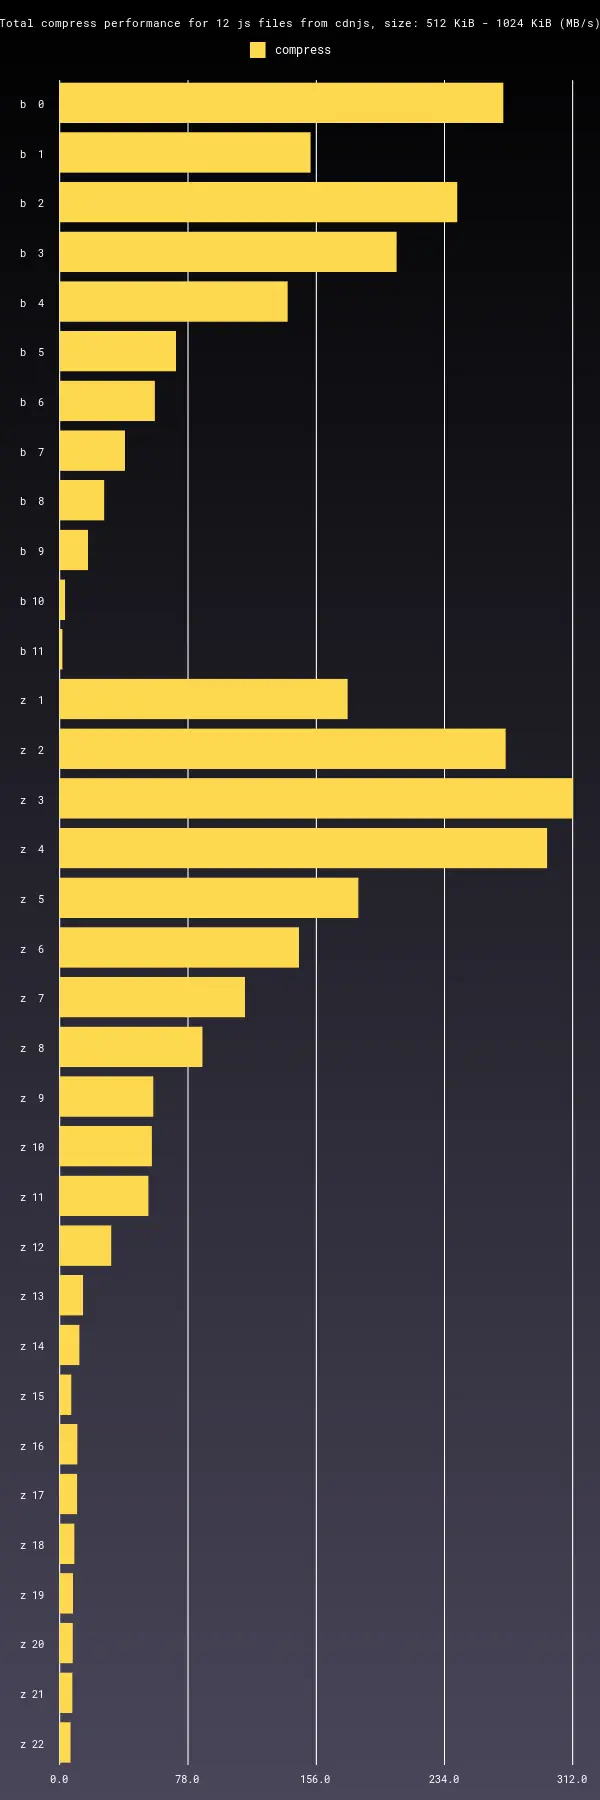 Total compress performance for 12 js files from cdnjs, size: 512 KiB - 1024 KiB (MB/s)
compress
b 0
b 1
b 2
b 3
b 4
b 5
b 6
b 7
b 8
b 9
b 10
b 11
z 1
z 2
z 3
z 4
z 5
z 6
z 7
z 8
z 9
z 10
z 11
z 12
z 13
z 14
z 15
z 16
z 17
z 18
z 19
z 20
z 21
z 22
0.0 78.0 156.0 234.0 312.0